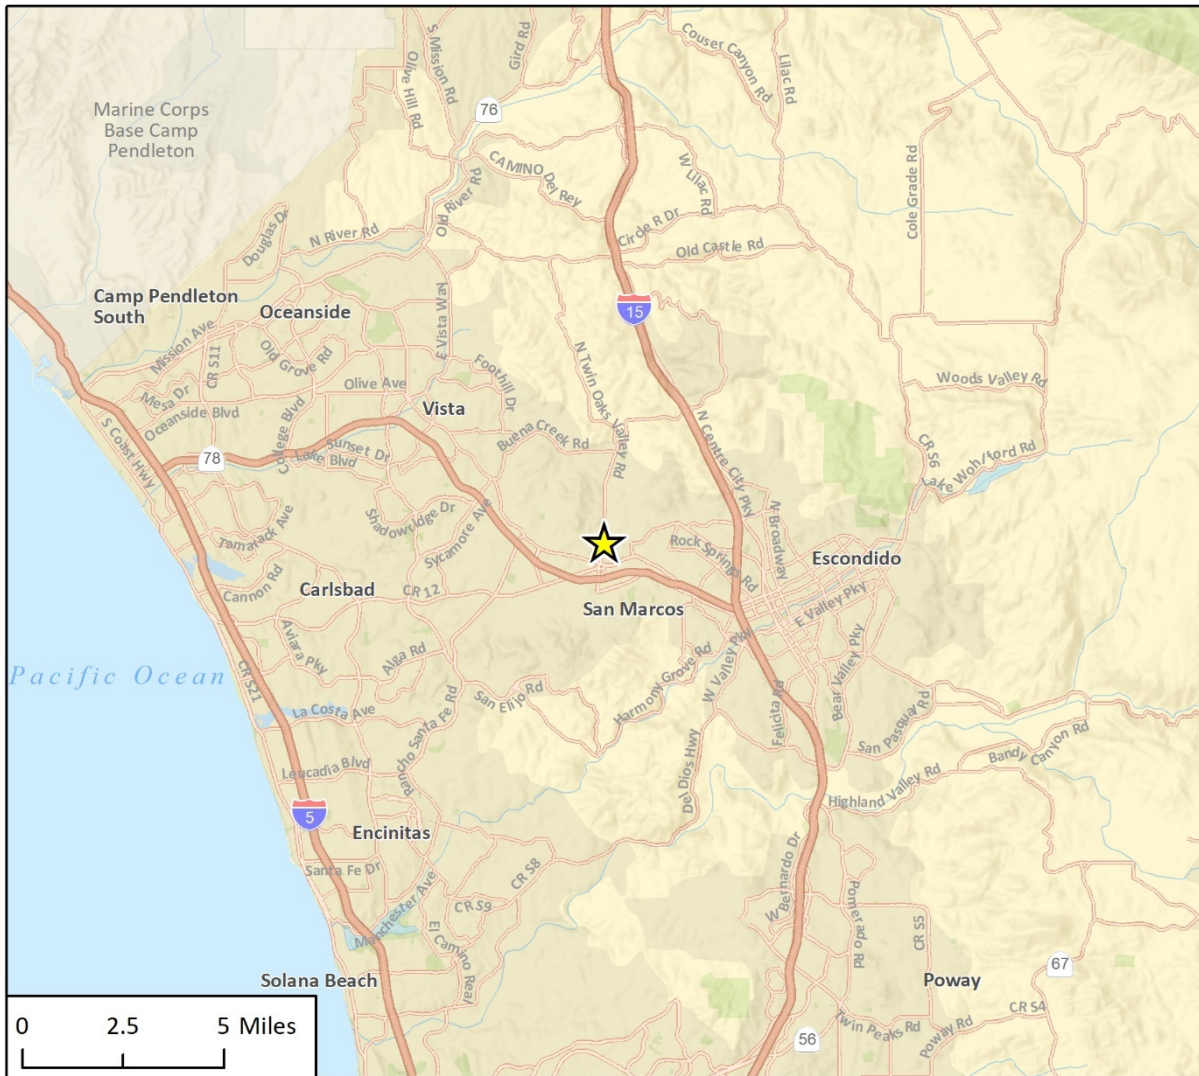 Couser Canyon Rd
Lilac Rd
Gird Rd
S Mission Rd
Olive Hill Rd
76
Marine Corps
Base Camp
Pendleton
CAMINO Del Rey
W Lilac Rd
Cole Grade Rd
Old River Rd
Circle R Dr
Old Castle Rd
N River Rd
Douglas Dr
Camp Pendleton
South
Oceanside
15
E Vista Way
Mission Ave
CR S11
Old Grove Rd
N Twin Oaks Valley Rd
Foothill Dr
Woods Valley Rd
Mesa Dr
Olive Ave
Vista
Oceanside Blvd
College Blvd
S Coast Hwy
78
Sunset Dr
Lake Blvd
Buena Creek Rd
N Centre City Pky
CR S6
Lake Wohlford Rd
Shadowridge Dr
Sycamore Ave
Tamarack Ave
N Broadway
Rock Springs Rd
Escondido
Cannon Rd
Carlsbad
CR 12
San Marcos
E Valley Pky
Aviara Pky
Alga Rd
Pacific Ocean
CR S21
San Elijo Rd
Harmony Grove Rd
W Valley Pky
Felicita Rd
Bear Valley Pky
San Pasqual Rd
La Costa Ave
Rancho Santa Fe Rd
Bandy Canyon Rd
Leucadia Blvd
Del Dios Hwy
Highland Valley Rd
5
Encinitas
Santa Fe Dr
CR S8
W Bernardo Dr
Pomerado Rd
CR S9
Manchester Ave
El Camino Real
CR S5
67
Solana Beach
Poway
CR S4
Twin Peaks Rd
Poway Rd
56
0 2.5 5 Miles